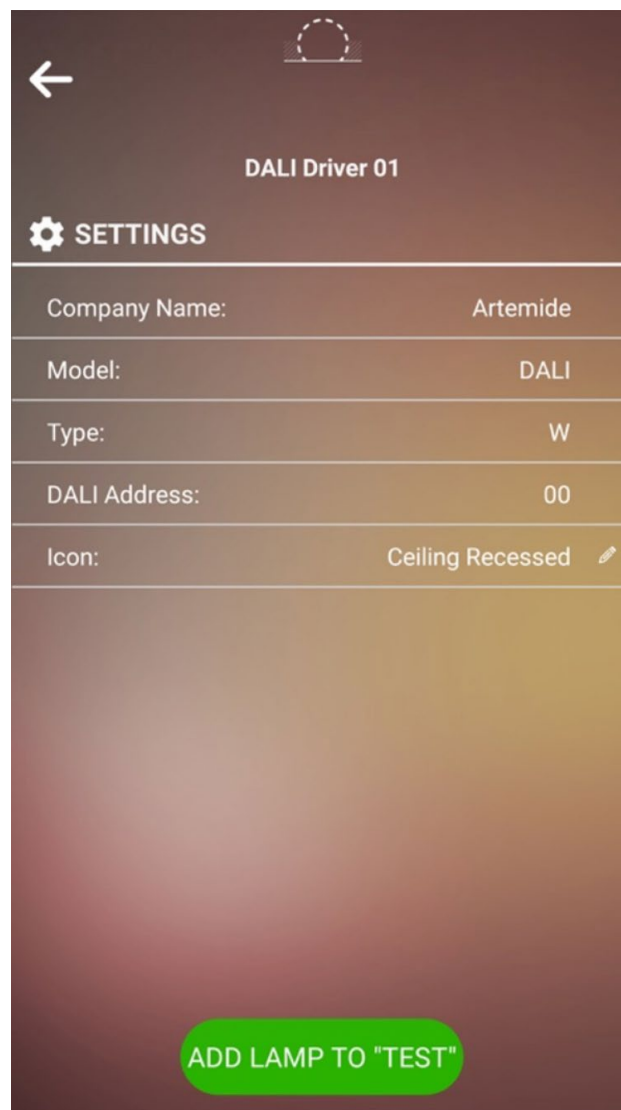 DALI Driver 01
SETTINGS
Company Name: Artemide
Model: DALI
Type: W
DALI Address: 00
Icon: Ceiling Recessed
ADD LAMP TO "TEST"